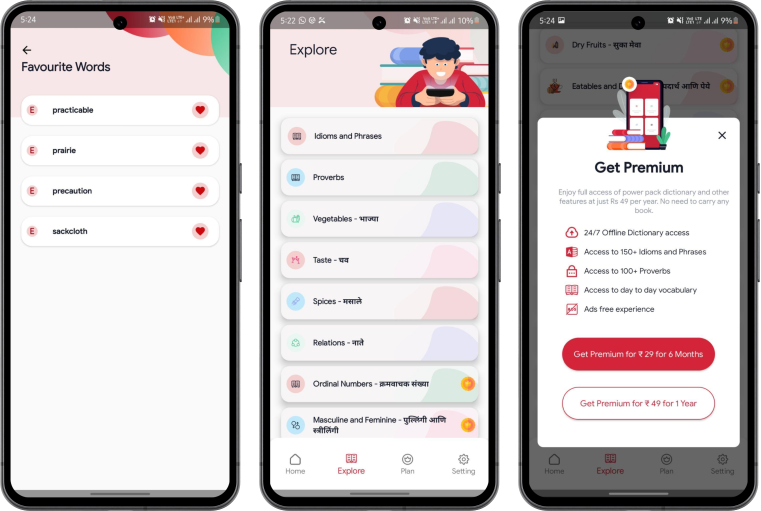 5:24
9%
Favourite Words
E practicable
E prairie
E precaution
E sackcloth
5:22
10%
Explore
Idioms and Phrases
Proverbs
Vegetables - भाज्या
Taste - चव
Spices - मसाले
Relations - नाते
Ordinal Numbers - क्रमवाचक संख्या
Masculine and Feminine - पुल्लिंगी आणि
स्त्रीलिंगी
Home
Explore
Plan
Setting
5:24
9%
Dry Fruits - सुका मेवा
Eatables and
पदार्थ आणि पेये
Get Premium
Enjoy full access of power pack dictionary and other
features at just Rs 49 per year. No need to carry any
book.
24/7 Offline Dictionary access
Access to 150+ Idioms and Phrases
Access to 100+ Proverbs
Access to day to day vocabulary
Ads free experience
Get Premium for ₹ 29 for 6 Months
Get Premium for ₹ 49 for 1 Year
Home
Explore
Plan
Setting